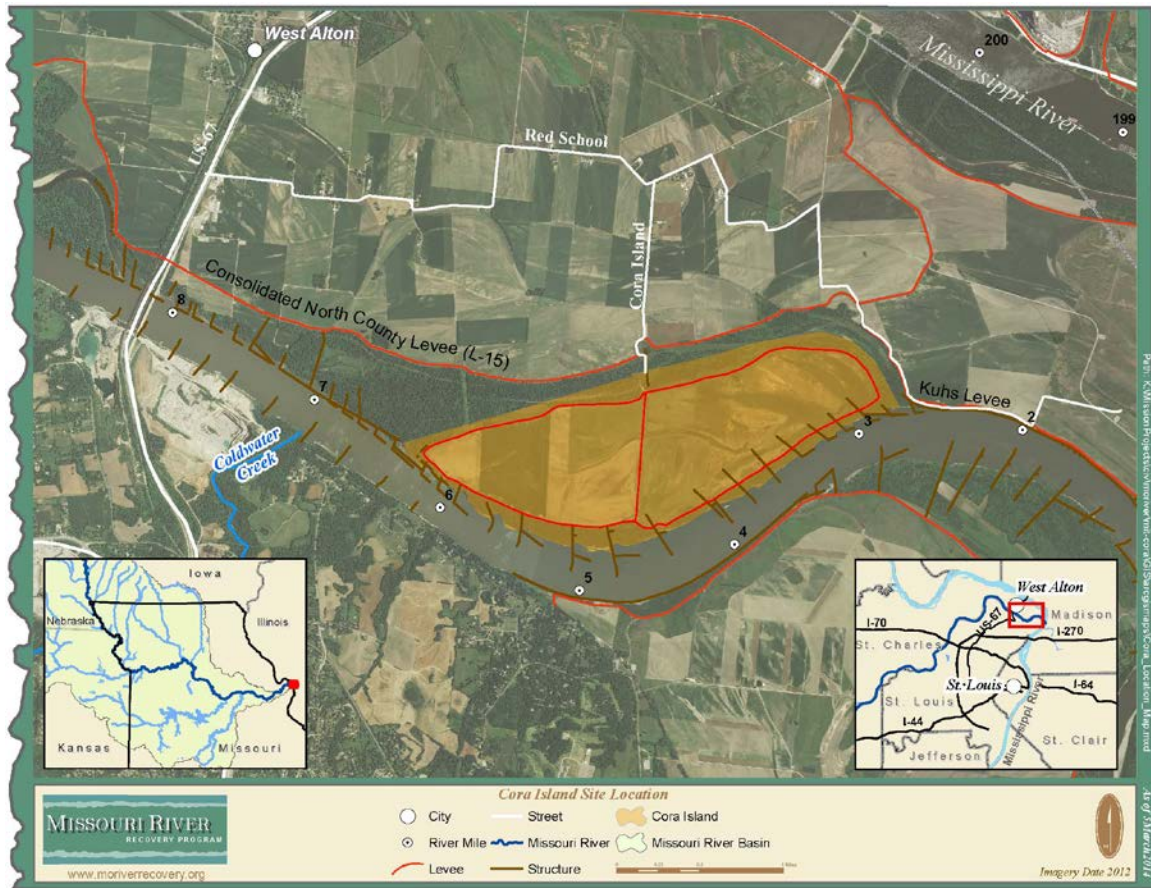 West Alton
200
Mississippi River
199
US-67
Red School
Cora Island
Consolidated North County Levee (L-15)
8
7
Kuhs Levee
2
3
Coldwater
Creek
6
4
5
Iowa
Nebraska
Illinois
Kansas
Missouri
West Alton
Madison
US-67
I-70
I-270
St. Charles
St. Louis
I-64
St. Louis
I-44
Mississippi River
St. Clair
Jefferson
As of 31March2014
Cora Island Site Location
MISSOURI RIVER
RECOVERY PROGRAM
www.moriverrecovery.org
City
Street
Cora Island
River Mile
Missouri River
Missouri River Basin
Levee
Structure
Imagery Date 2012